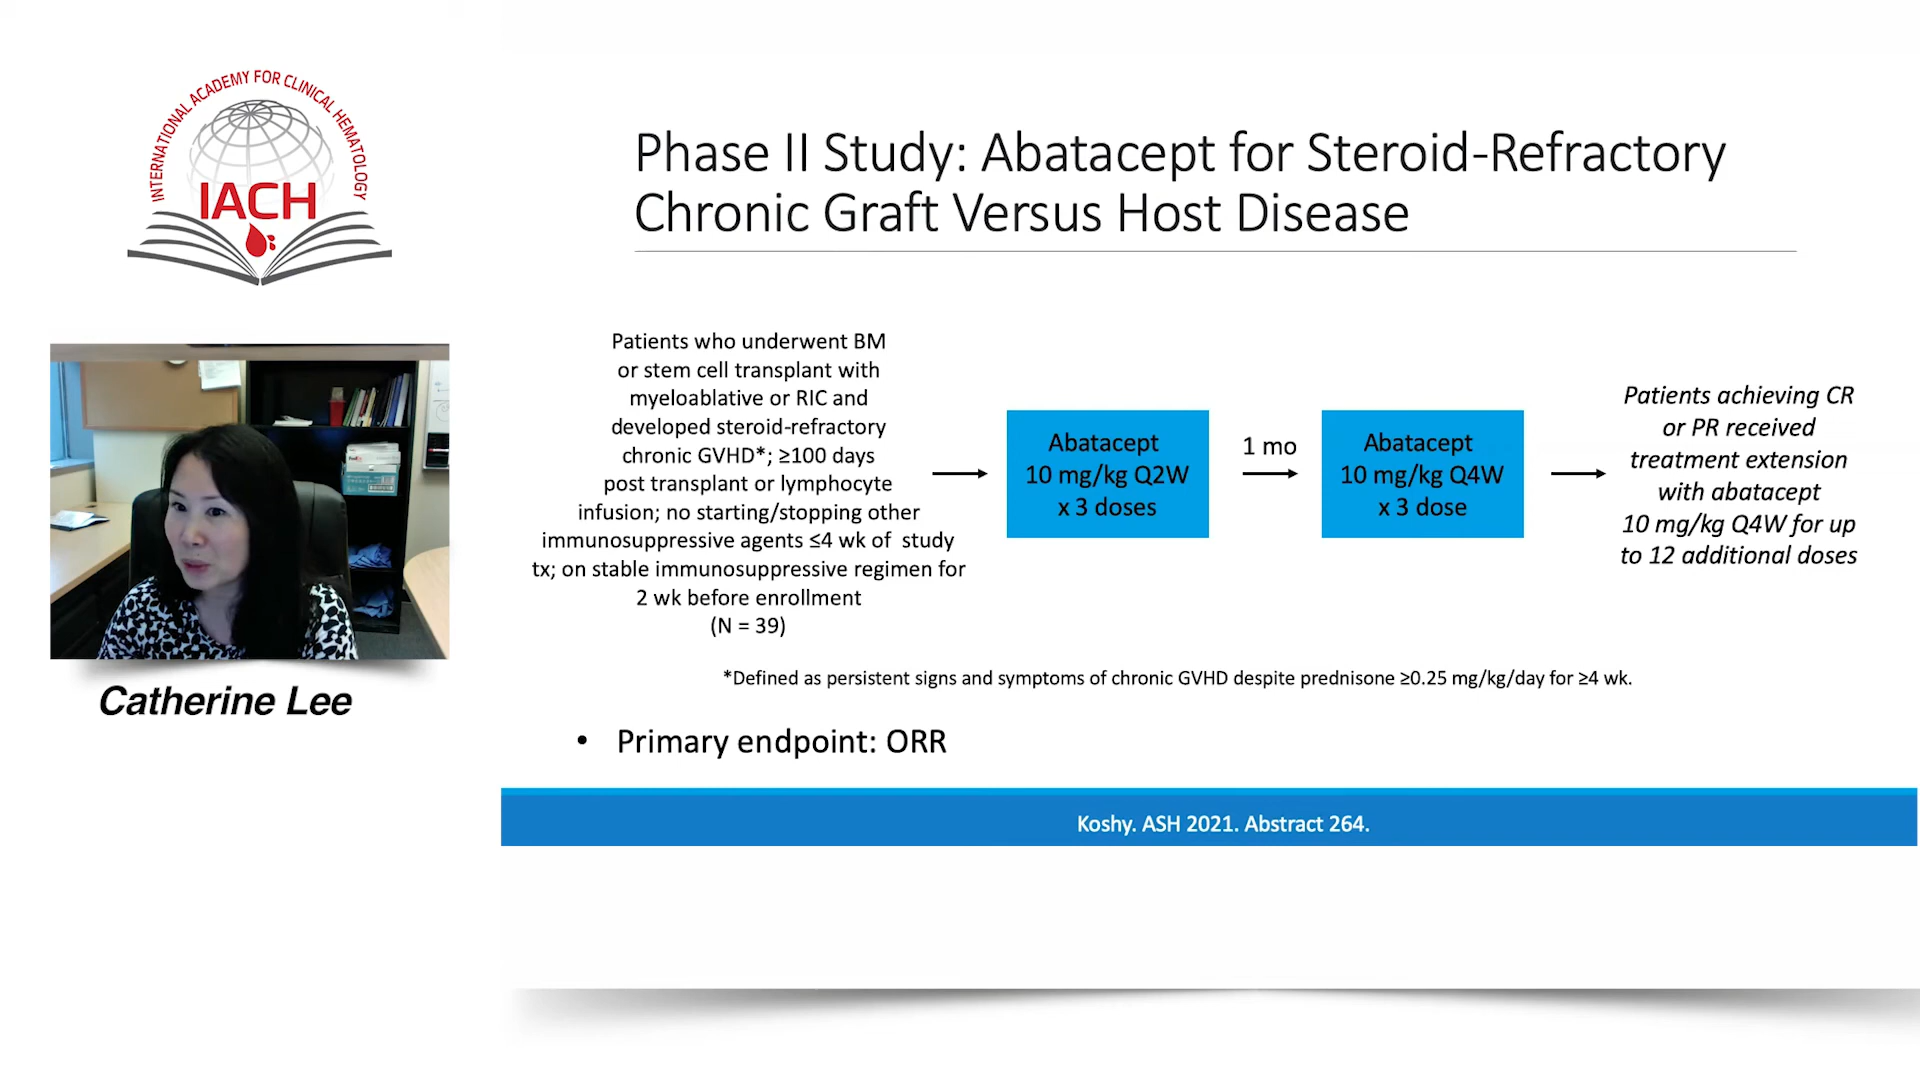 INTERNATIONAL ACADEMY FOR CLINICAL HEMATOLOGY
IACH
Catherine Lee
Phase II Study: Abatacept for Steroid-Refractory
Chronic Graft Versus Host Disease
Patients who underwent BM
or stem cell transplant with
myeloablative or RIC and
developed steroid-refractory
chronic GVHD*; ≥100 days
post transplant or lymphocyte
infusion; no starting/stopping other
immunosuppressive agents ≤4 wk of study
tx; on stable immunosuppressive regimen for
2 wk before enrollment
(N = 39)
Abatacept
10 mg/kg Q2W
x 3 doses
1 mo
Abatacept
10 mg/kg Q4W
x 3 dose
Patients achieving CR
or PR received
treatment extension
with abatacept
10 mg/kg Q4W for up
to 12 additional doses
*Defined as persistent signs and symptoms of chronic GVHD despite prednisone ≥0.25 mg/kg/day for ≥4 wk.
• Primary endpoint: ORR
Koshy. ASH 2021. Abstract 264.